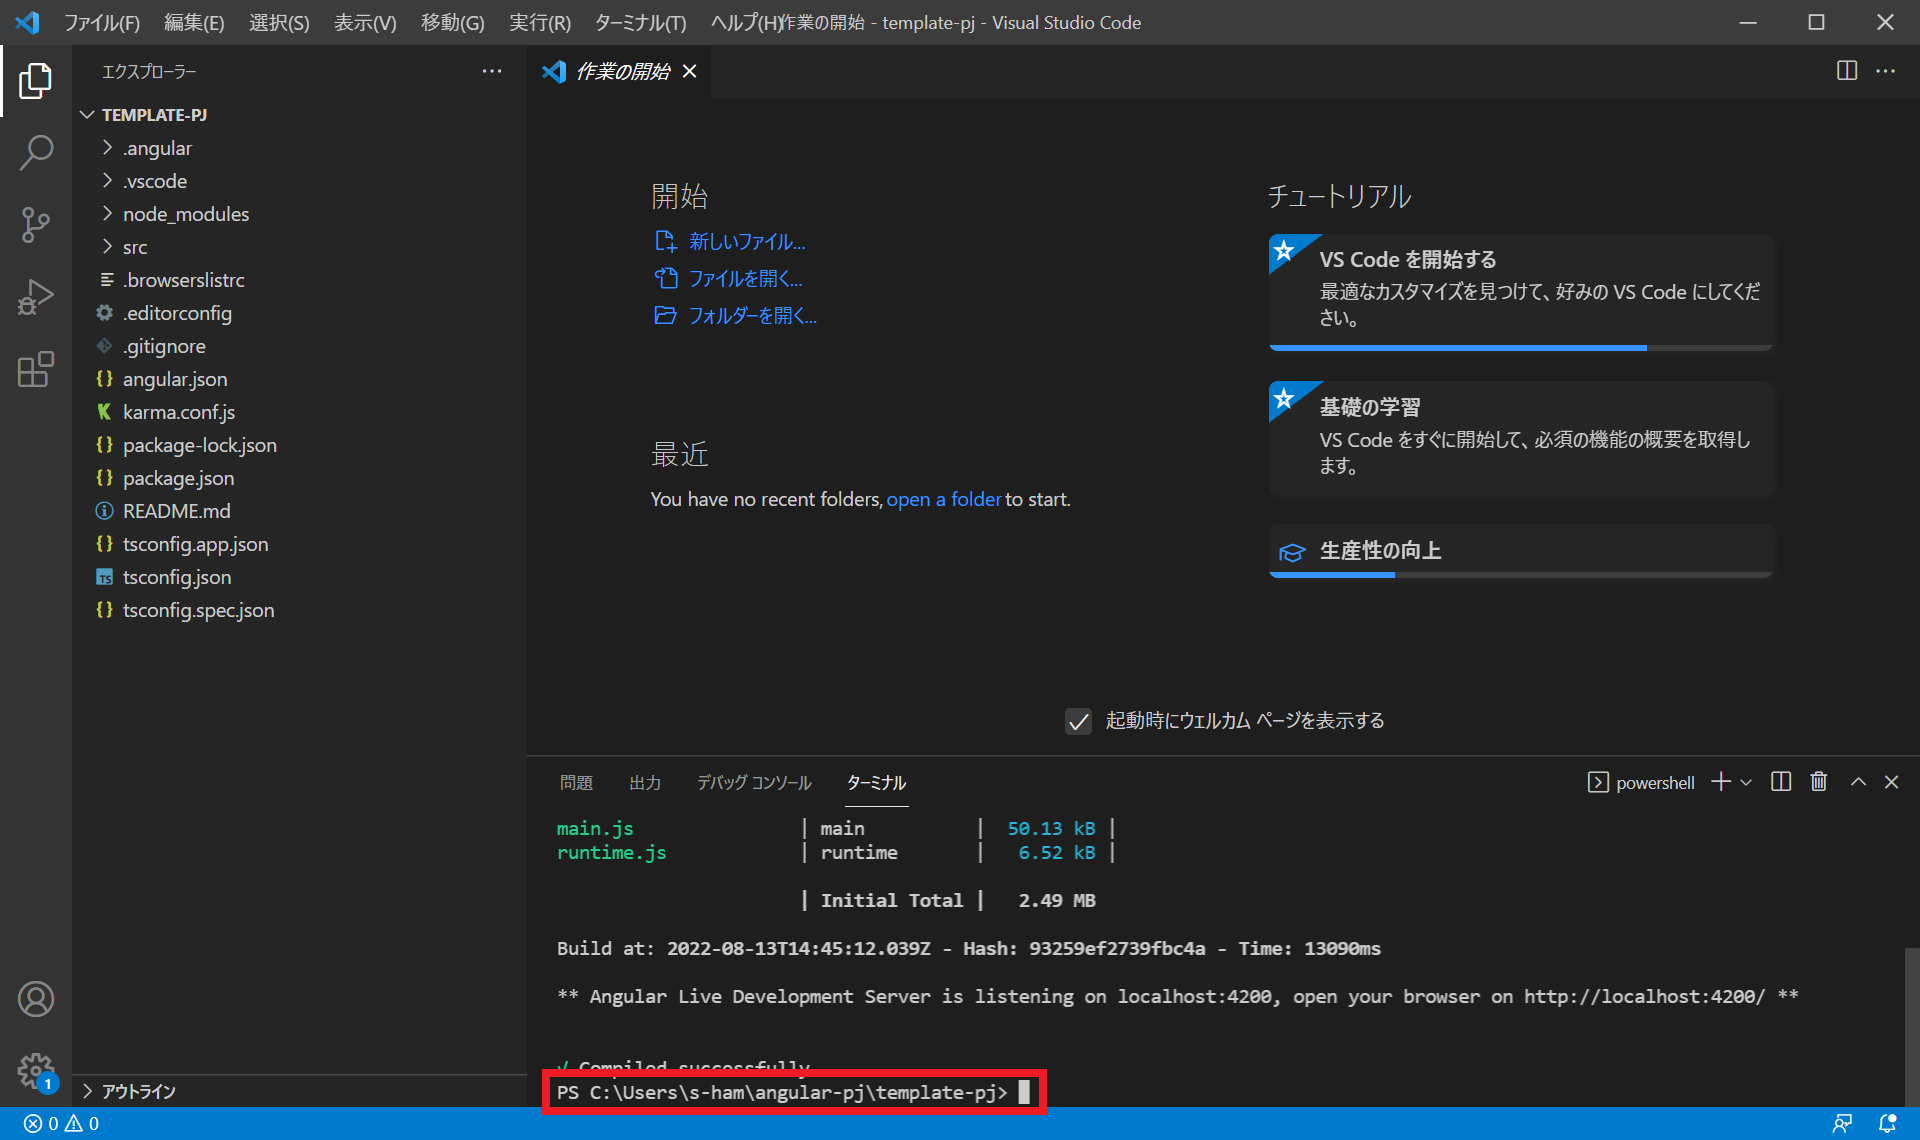 ファイル(F) 編集(E) 選択(S) 表示(V) 移動(G) 実行(R) ターミナル(T) ヘルプ(H) 作業の開始 - template-pj - Visual Studio Code
エクスプローラー
TEMPLATE-PJ
.angular
.vscode
node_modules
src
.browserslistrc
.editorconfig
.gitignore
angular.json
karma.conf.js
package-lock.json
package.json
README.md
tsconfig.app.json
TS tsconfig.json
tsconfig.spec.json
アウトライン
作業の開始
開始
新しいファイル...
ファイルを開く...
フォルダーを開く...
最近
You have no recent folders, open a folder to start.
チュートリアル
VS Code を開始する
最適なカスタマイズを見つけて、好みの VS Code にしてくだ
さい。
基礎の学習
VS Code をすぐに開始して、必須の機能の概要を取得し
ます。
生産性の向上
起動時にウェルカム ページを表示する
問題 出力 デバッグ コンソール ターミナル powershell
main.js | main | 50.13 kB |
runtime.js | runtime | 6.52 kB |
| Initial Total | 2.49 MB
Build at: 2022-08-13T14:45:12.039Z - Hash: 93259ef2739fbc4a - Time: 13090ms
** Angular Live Development Server is listening on localhost:4200, open your browser on http://localhost:4200/ **
√ Compiled successfully
PS C:\Users\s-ham\angular-pj\template-pj>
1
0 0